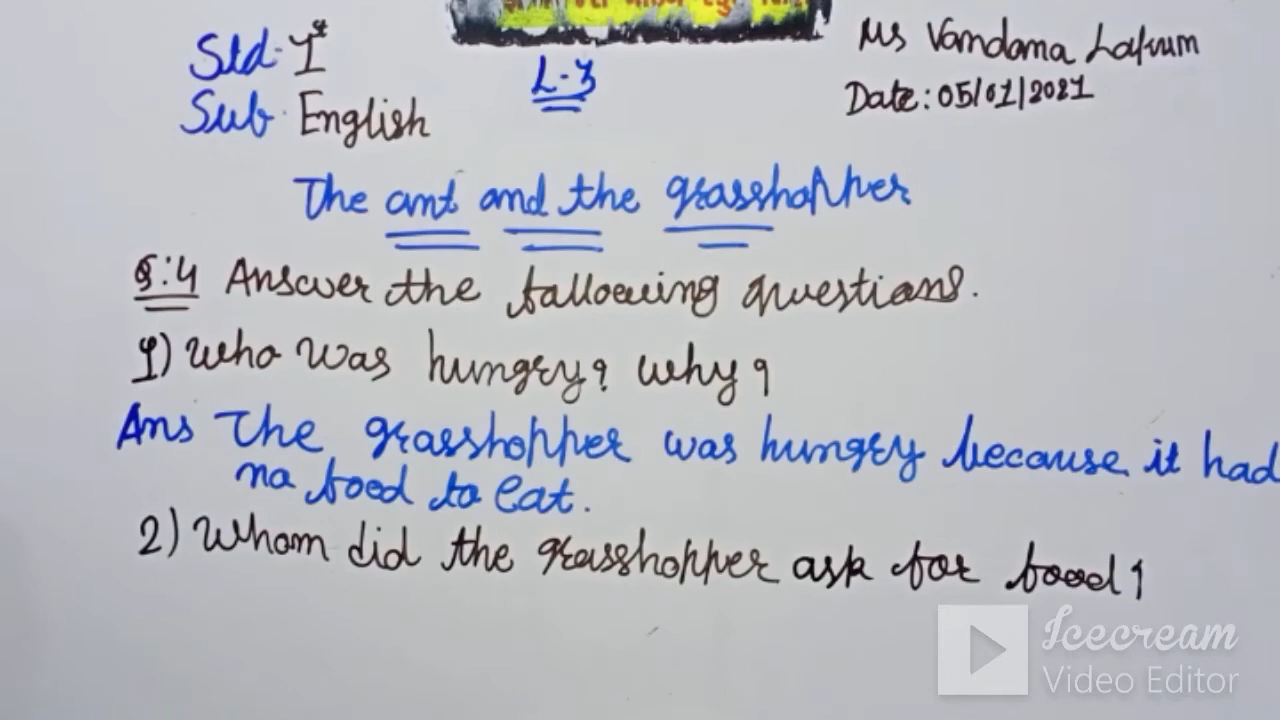 Std. 1st
L-3
Ms Vandana Lakum
Sub. English
Date: 05/01/2021
The ant and the grasshopper
Q:4 Answer the following questions.
1) Who was hungry? why?
Ans The grasshopper was hungry because it had
no food to eat.
2) Whom did the grasshopper ask for food?
Icecream
Video Editor